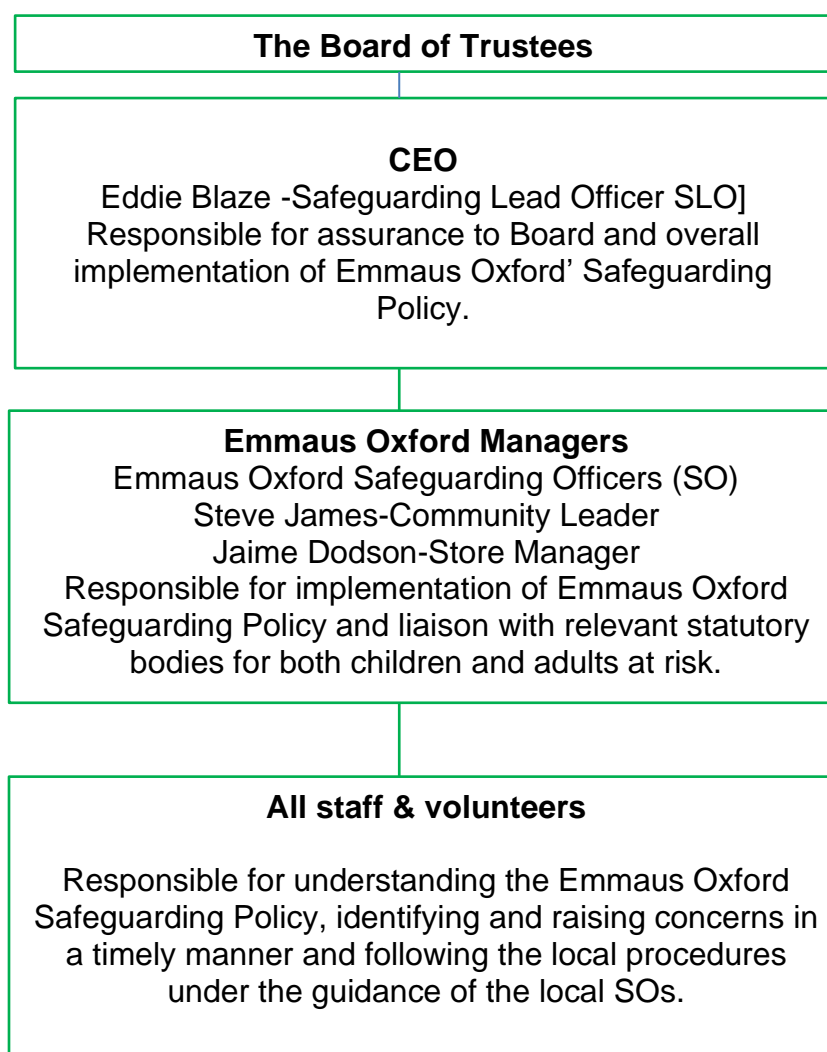 The Board of Trustees
CEO
Eddie Blaze -Safeguarding Lead Officer SLO]
Responsible for assurance to Board and overall
implementation of Emmaus Oxford’ Safeguarding
Policy.
Emmaus Oxford Managers
Emmaus Oxford Safeguarding Officers (SO)
Steve James-Community Leader
Jaime Dodson-Store Manager
Responsible for implementation of Emmaus Oxford
Safeguarding Policy and liaison with relevant statutory
bodies for both children and adults at risk.
All staff & volunteers
Responsible for understanding the Emmaus Oxford
Safeguarding Policy, identifying and raising concerns in
a timely manner and following the local procedures
under the guidance of the local SOs.